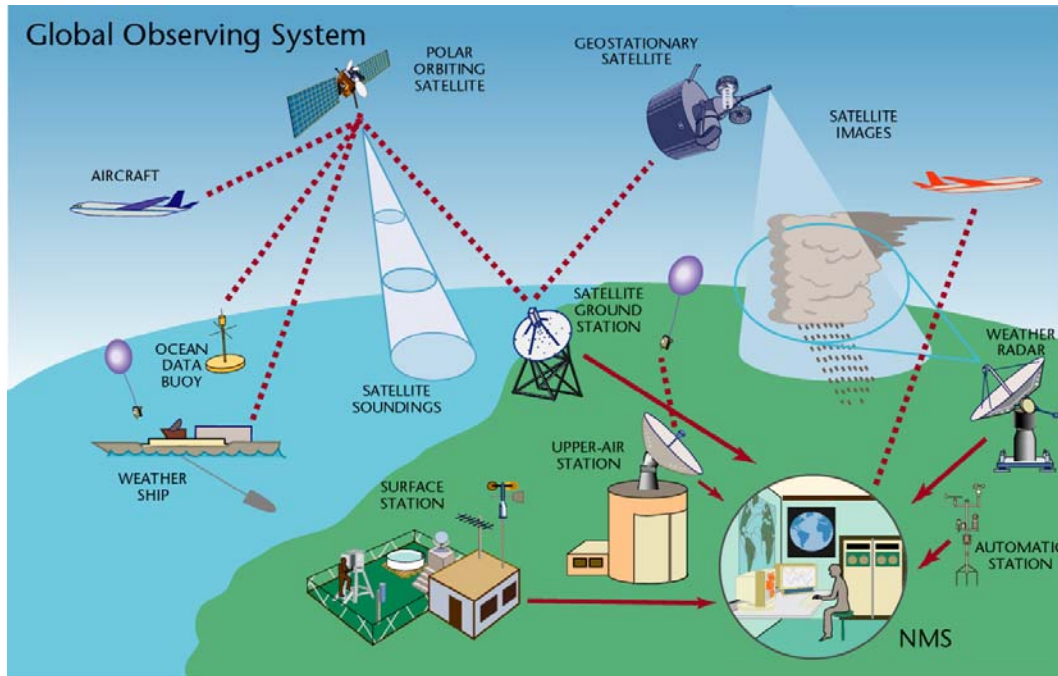 Global Observing System
POLAR
ORBITING
SATELLITE
GEOSTATIONARY
SATELLITE
SATELLITE
IMAGES
AIRCRAFT
OCEAN
DATA
BUOY
SATELLITE
SOUNDINGS
SATELLITE
GROUND
STATION
WEATHER
RADAR
WEATHER
SHIP
UPPER-AIR
STATION
SURFACE
STATION
AUTOMATIC
STATION
NMS